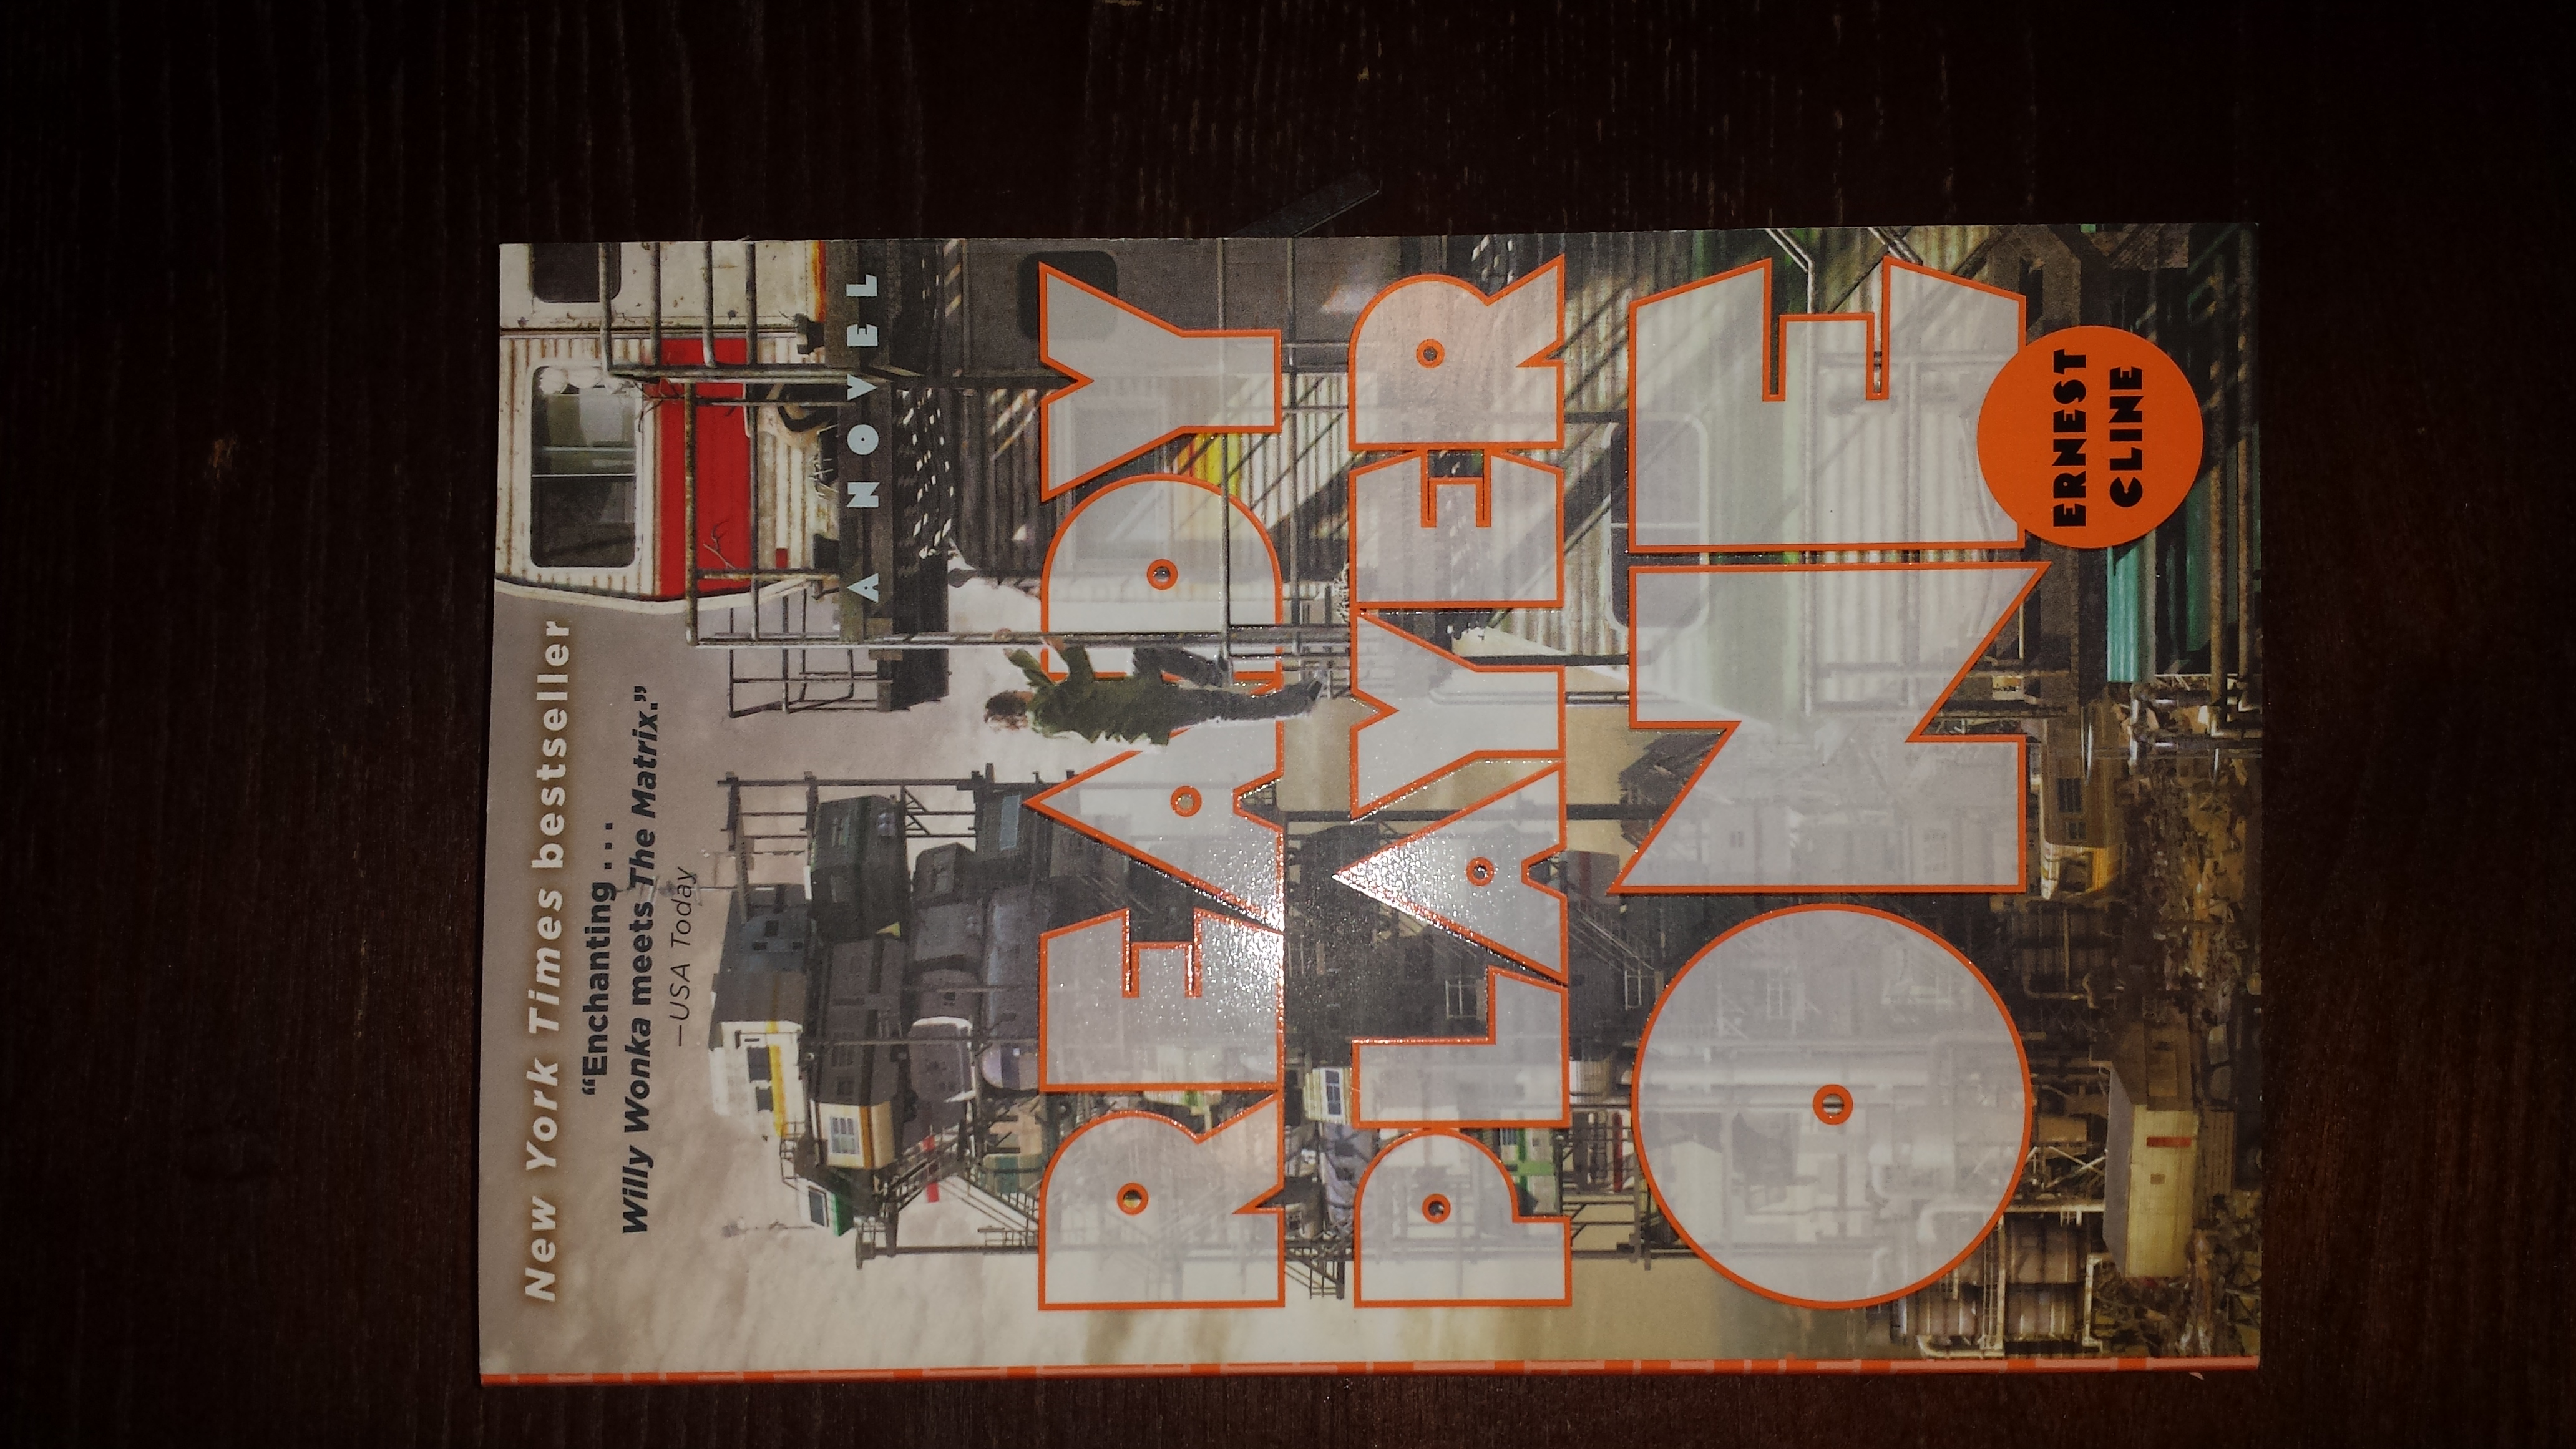 New York Times bestseller
“Enchanting . . .
Willy Wonka meets The Matrix.”
—USA Today
A NOVEL
READY
PLAYER
ONE
ERNEST
CLINE